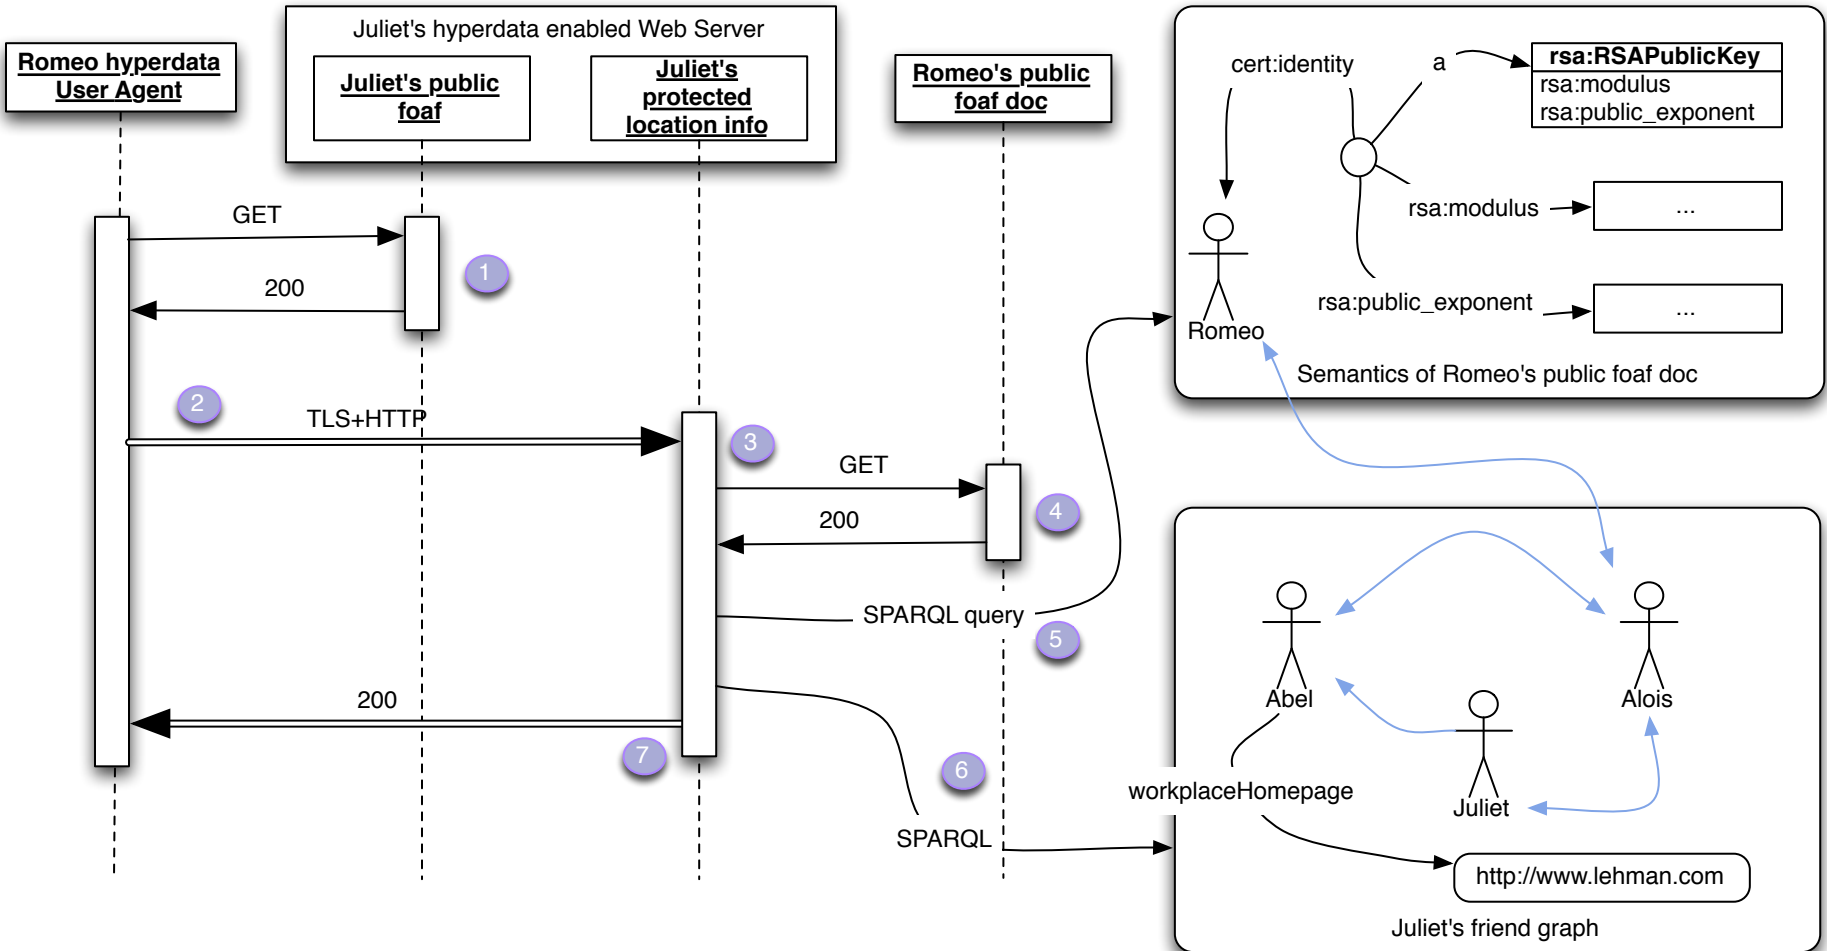 Juliet's hyperdata enabled Web Server
Romeo hyperdata
User Agent
Juliet's public
foaf
Juliet's
protected
location info
Romeo's public
foaf doc
cert:identity
a
rsa:RSAPublicKey
rsa:modulus
rsa:public_exponent
rsa:modulus
...
rsa:public_exponent
...
Romeo
Semantics of Romeo's public foaf doc
GET
1
200
2
TLS+HTTP
3
GET
4
200
SPARQL query
5
200
7
6
SPARQL
Abel
Alois
Juliet
workplaceHomepage
http://www.lehman.com
Juliet's friend graph